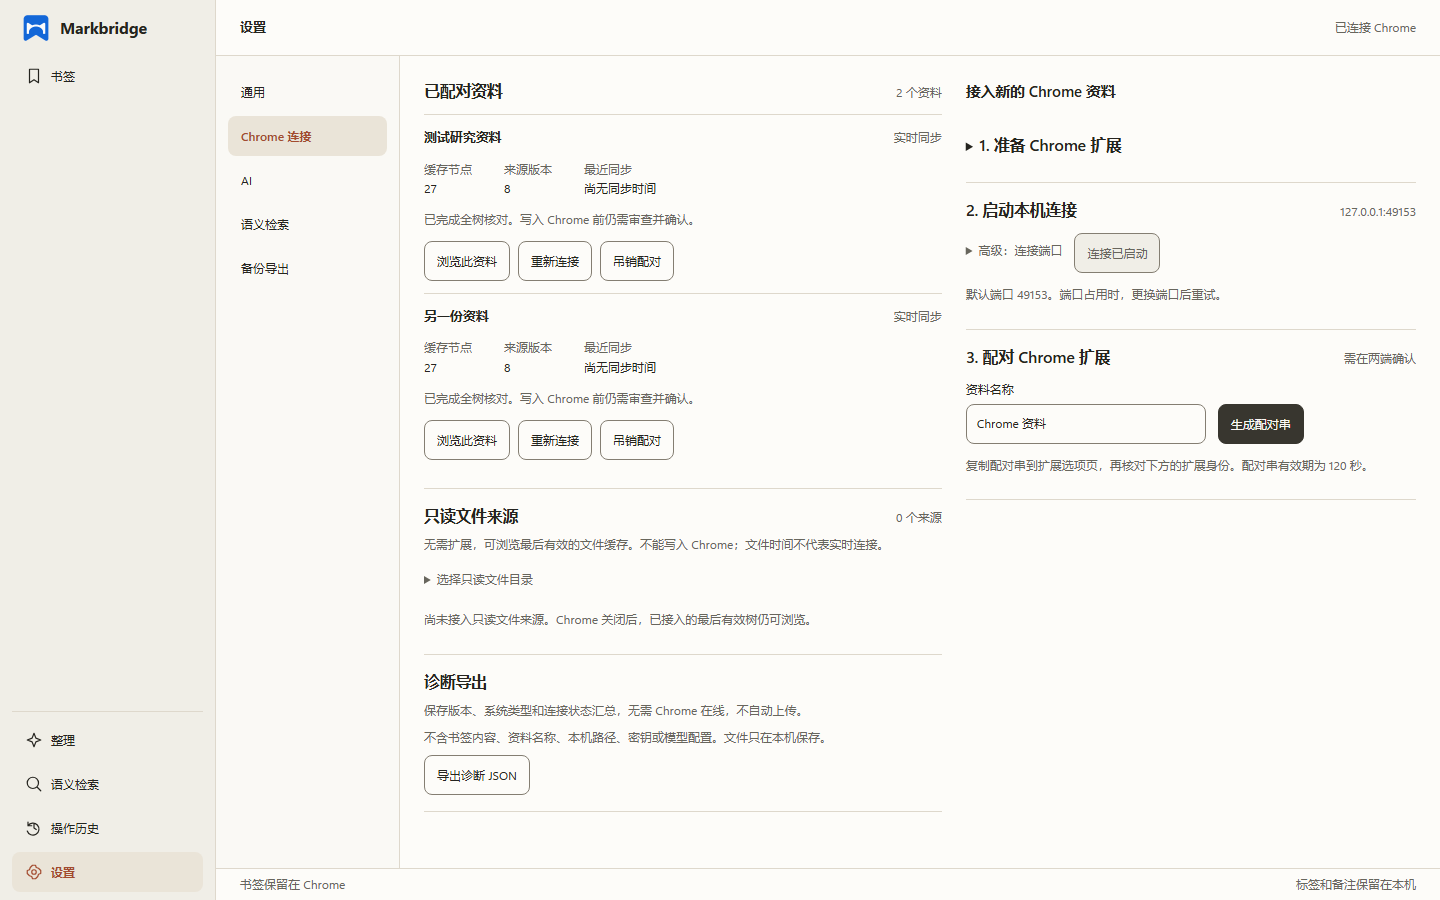 Markbridge
书签
整理
语义检索
操作历史
设置
设置
已连接 Chrome
通用
Chrome 连接
AI
语义检索
备份导出
已配对资料
2 个资料
测试研究资料
实时同步
缓存节点 来源版本 最近同步
27 8 尚无同步时间
已完成全树核对。写入 Chrome 前仍需审查并确认。
浏览此资料 重新连接 吊销配对
另一份资料
实时同步
缓存节点 来源版本 最近同步
27 8 尚无同步时间
已完成全树核对。写入 Chrome 前仍需审查并确认。
浏览此资料 重新连接 吊销配对
只读文件来源
0 个来源
无需扩展，可浏览最后有效的文件缓存。不能写入 Chrome；文件时间不代表实时连接。
选择只读文件目录
尚未接入只读文件来源。Chrome 关闭后，已接入的最后有效树仍可浏览。
诊断导出
保存版本、系统类型和连接状态汇总，无需 Chrome 在线，不自动上传。
不含书签内容、资料名称、本机路径、密钥或模型配置。文件只在本机保存。
导出诊断 JSON
接入新的 Chrome 资料
1. 准备 Chrome 扩展
2. 启动本机连接
127.0.0.1:49153
高级：连接端口 连接已启动
默认端口 49153。端口占用时，更换端口后重试。
3. 配对 Chrome 扩展
需在两端确认
资料名称
Chrome 资料 生成配对串
复制配对串到扩展选项页，再核对下方的扩展身份。配对串有效期为 120 秒。
书签保留在 Chrome
标签和备注保留在本机